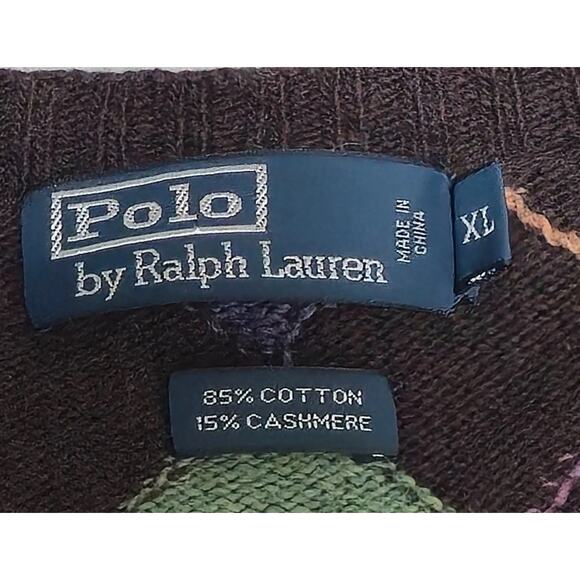 Polo
by Ralph Lauren
MADE IN
CHINA
XL
85% COTTON
15% CASHMERE